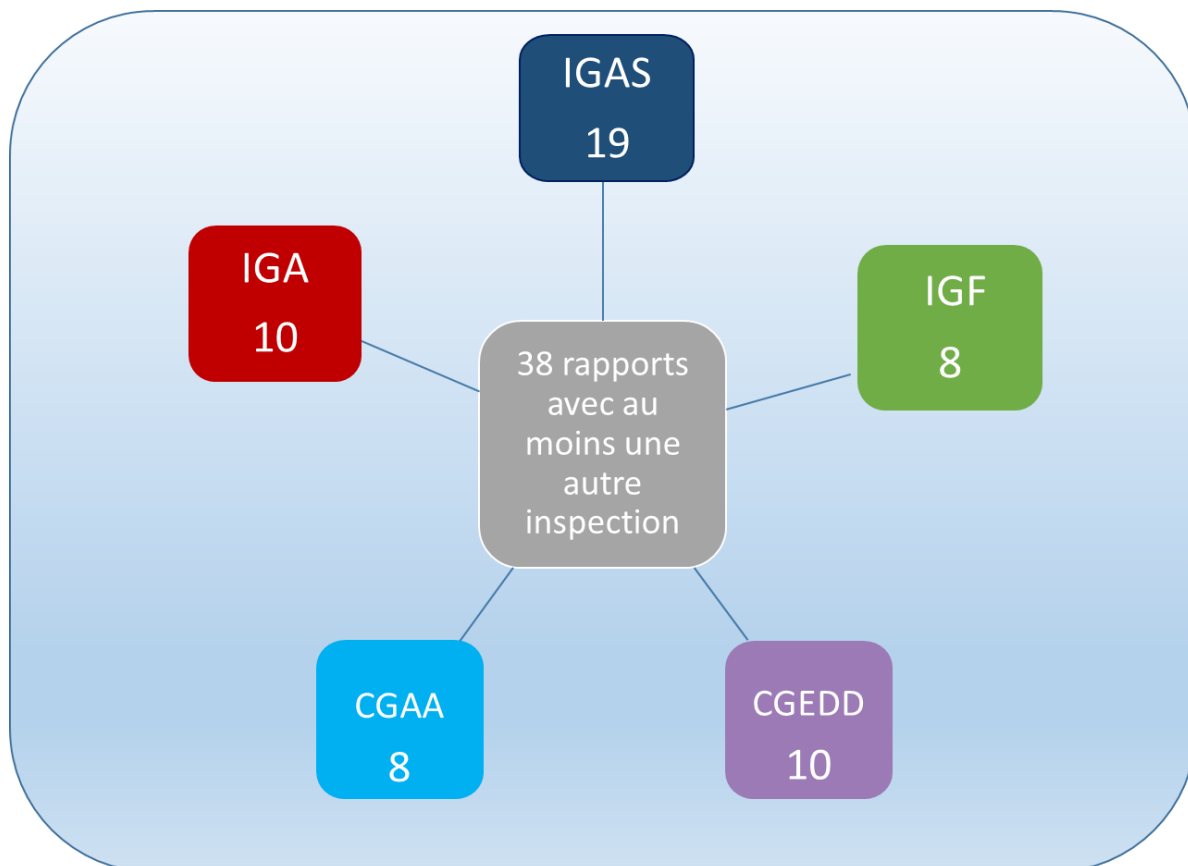 IGAS
19
IGA
10
IGF
8
38 rapports
avec au
moins une
autre
inspection
CGAA
8
CGEDD
10